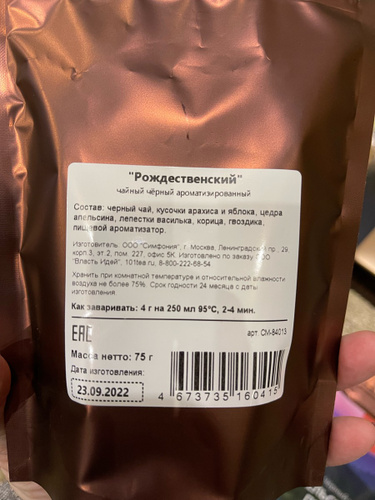 "Рождественский"
чайный чёрный ароматизированный
Состав: черный чай, кусочки арахиса и яблока, цедра
апельсина, лепестки василька, корица, гвоздика,
пищевой ароматизатор.
Изготовитель: ООО "Симфония", г. Москва, Ленинградский пр., 29,
корп 3, эт 2, пом. 227, офис 5К. Изготовлено по заказу ООО
"Власть Идей", 101tea.ru, 8-800-222-68-54
Хранить при комнатной температуре и относительной влажности
воздуха не более 75%. Срок годности 24 месяца с даты
изготовления.
Как заваривать: 4 г на 250 мл 95°С, 2-4 мин.
EAC
арт. CM-84013
Масса нетто: 75 г
Дата изготовления:
23.09.2022
4 673735 160415